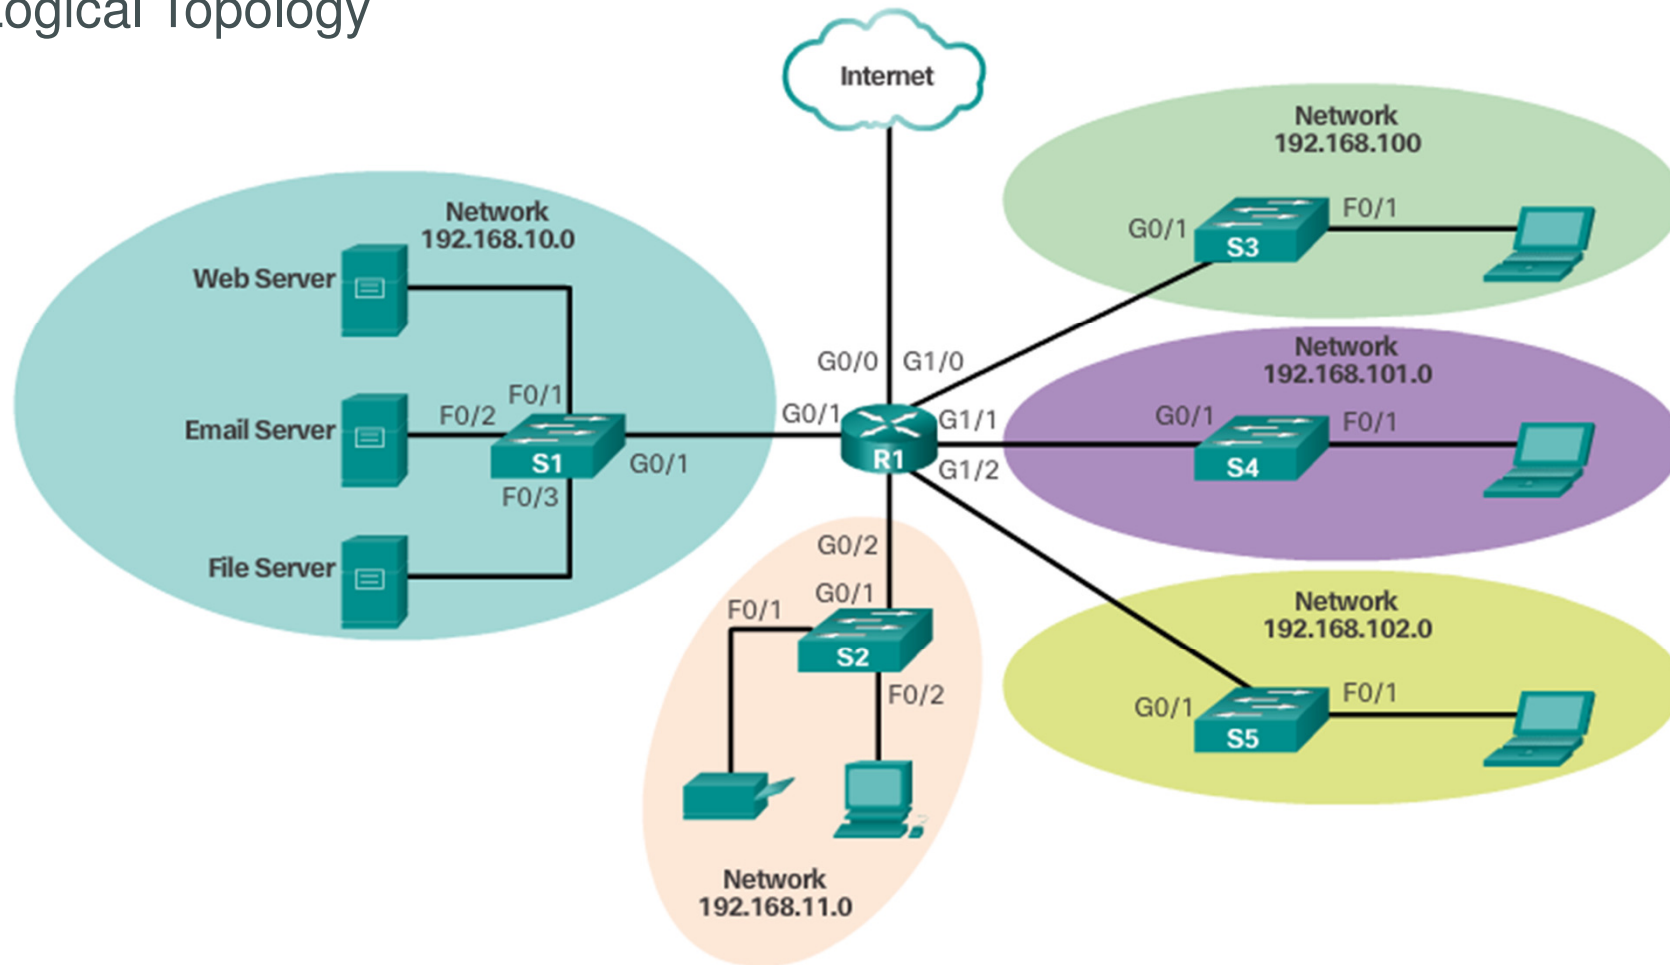 Logical Topology
Internet
Network
192.168.100
G0/1
F0/1
S3
Network
192.168.10.0
Web Server
Email Server
File Server
F0/1
F0/2
S1
G0/1
F0/3
G0/0
G1/0
G0/1
G1/1
R1
G1/2
Network
192.168.101.0
G0/1
F0/1
S4
G0/2
G0/1
F0/1
S2
F0/2
Network
192.168.11.0
Network
192.168.102.0
G0/1
F0/1
S5